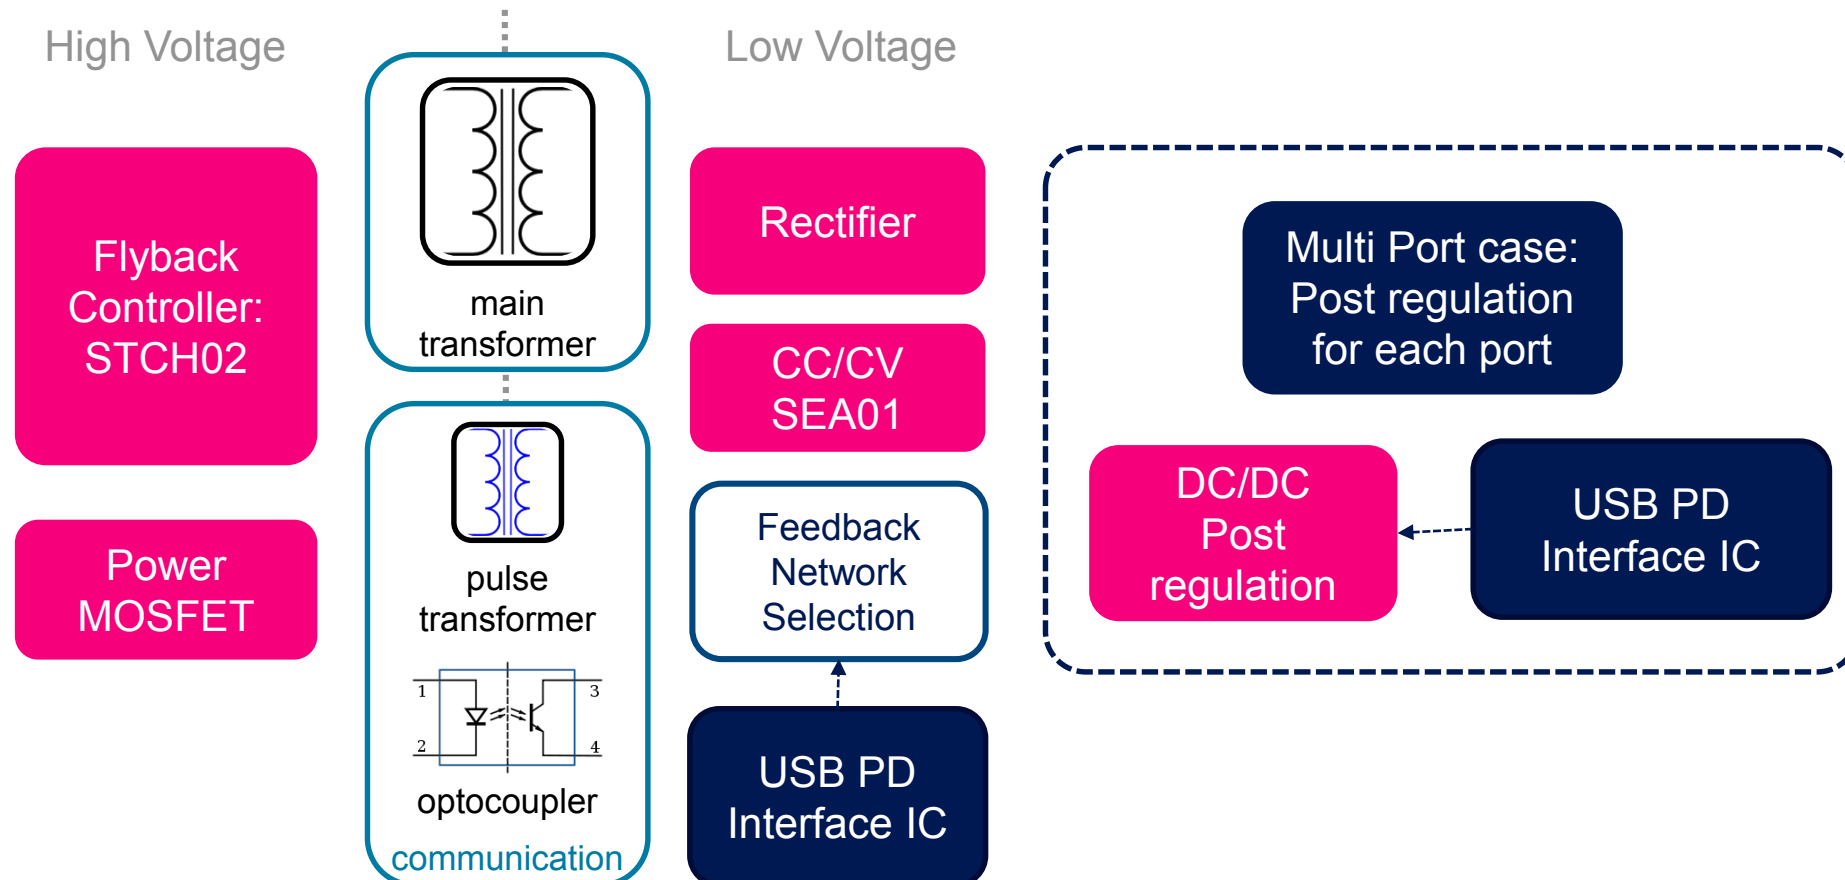 High Voltage
Low Voltage
Flyback
Controller:
STCH02
Power
MOSFET
main
transformer
pulse
transformer
1
2
3
4
optocoupler
communication
Rectifier
CC/CV
SEA01
Feedback
Network
Selection
USB PD
Interface IC
Multi Port case:
Post regulation
for each port
DC/DC
Post
regulation
USB PD
Interface IC